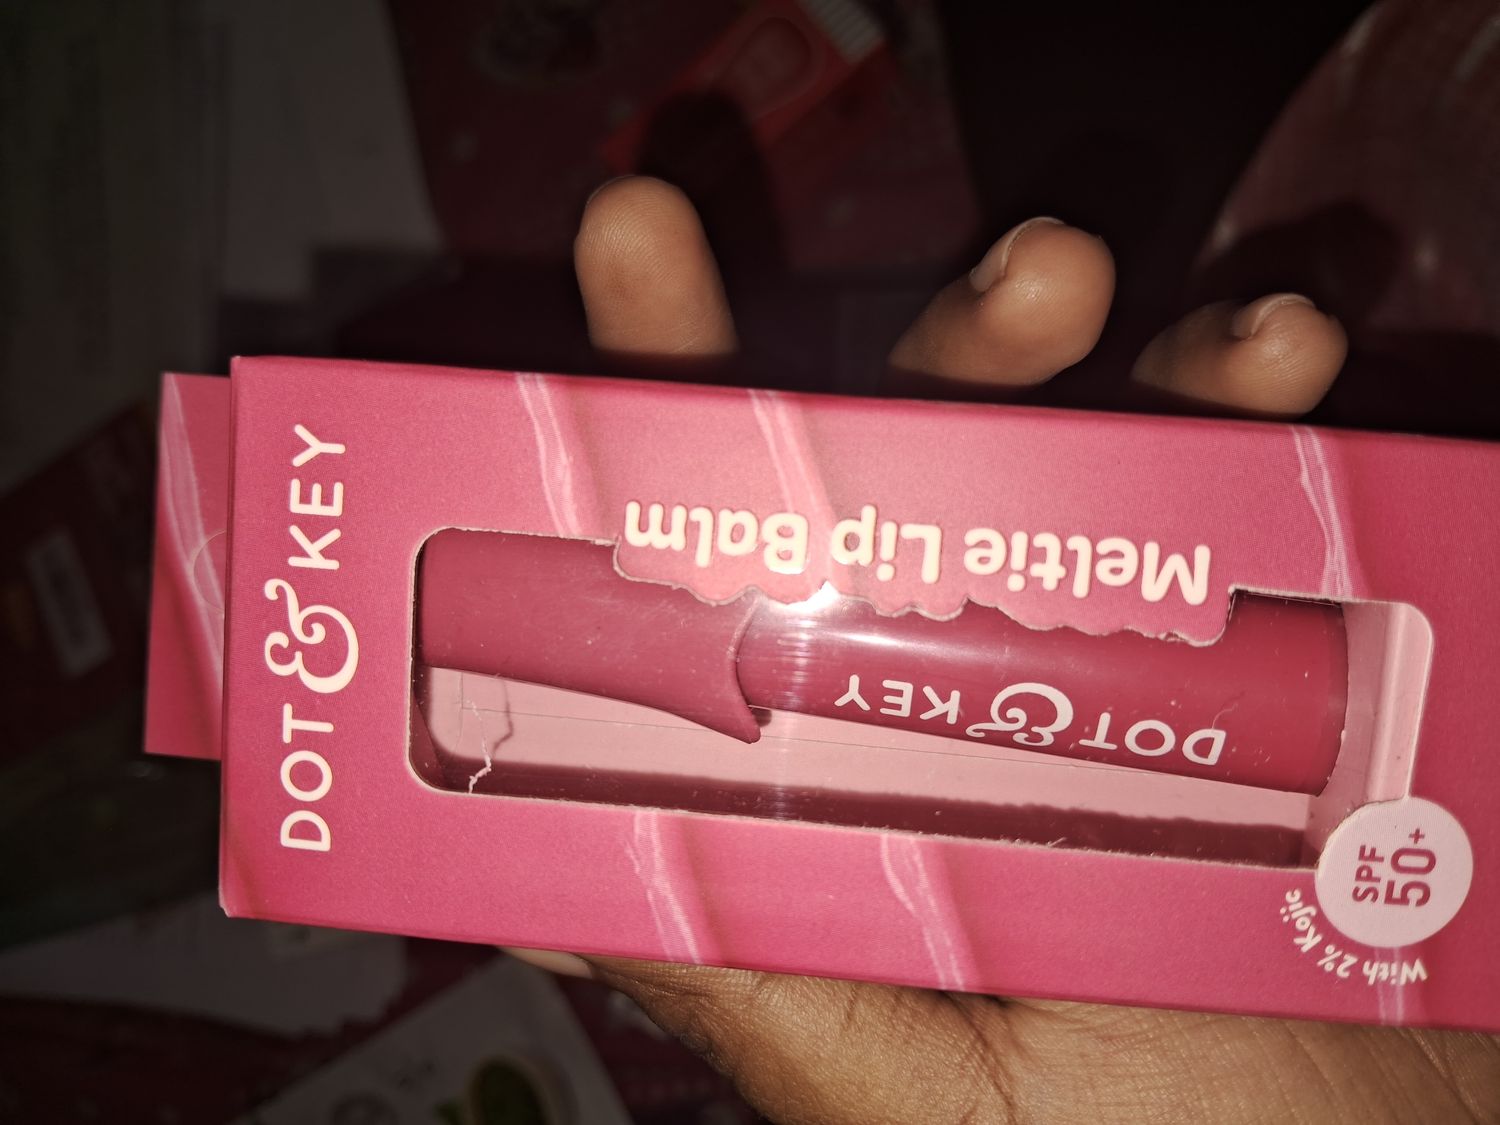 DOT & KEY
Meltie Lip Balm
DOT & KEY
SPF
50+
With 2% Kojic